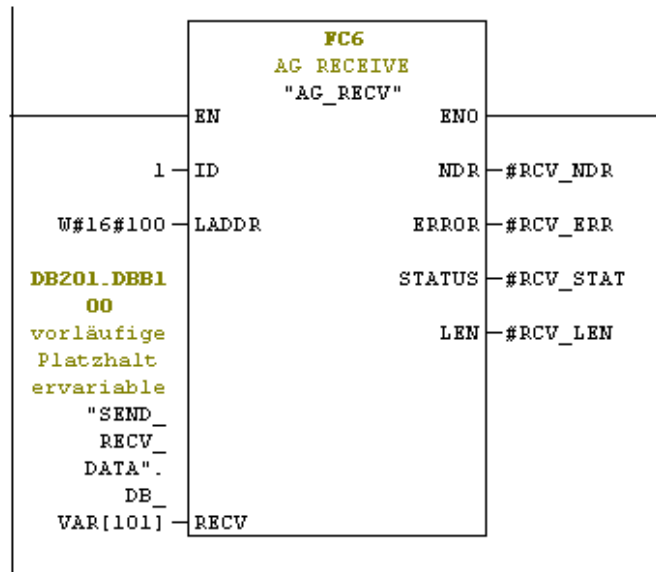 FC6
AG RECEIVE
"AG_RECV"
EN ENO
1 ID NDR #RCV_NDR
W#16#100 LADDR ERROR #RCV_ERR
DB201.DBB1
00
vorläufige
Platzhalt
ervariable
"SEND_
RECV_
DATA".
DB_
VAR[101] RECV
STATUS #RCV_STAT
LEN #RCV_LEN